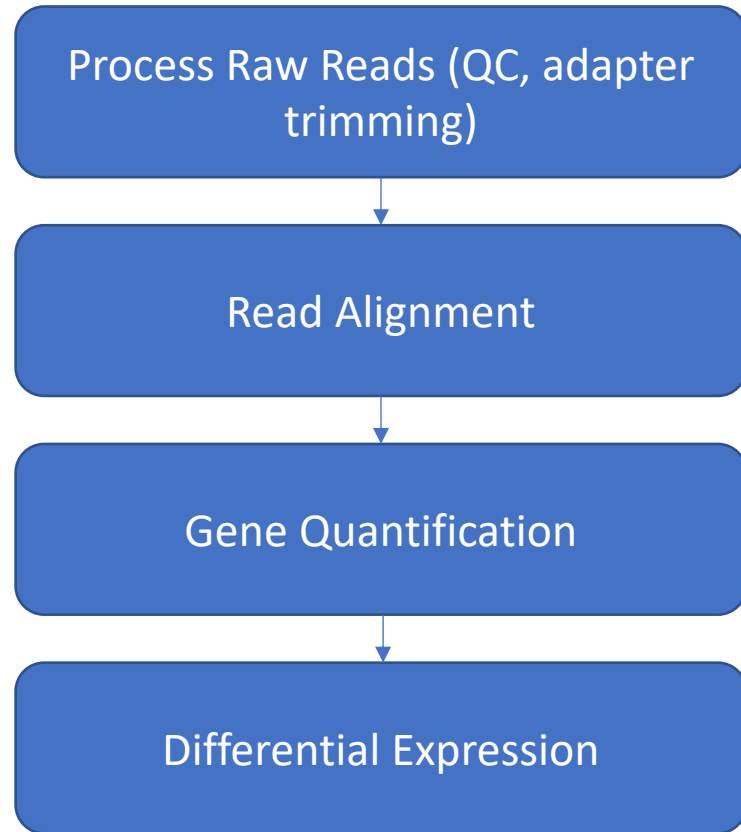 Process Raw Reads (QC, adapter
trimming)
Read Alignment
Gene Quantification
Differential Expression